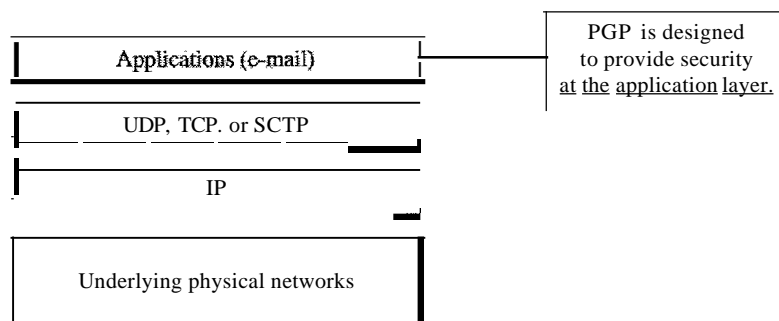 Applications (e-mail)
PGP is designed
to provide security
at the application layer.
UDP, TCP. or SCTP
IP
Underlying physical networks